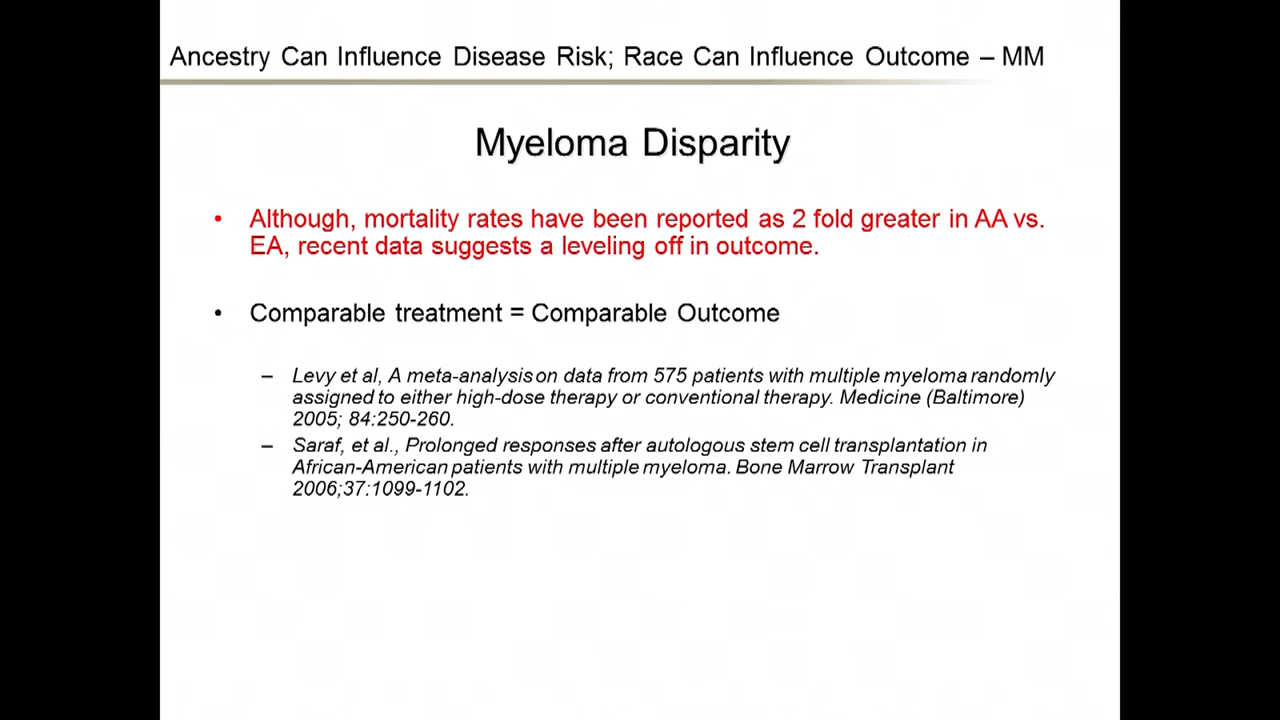 Ancestry Can Influence Disease Risk; Race Can Influence Outcome – MM
Myeloma Disparity
• Although, mortality rates have been reported as 2 fold greater in AA vs.
EA, recent data suggests a leveling off in outcome.
• Comparable treatment = Comparable Outcome
– Levy et al, A meta-analysis on data from 575 patients with multiple myeloma randomly
assigned to either high-dose therapy or conventional therapy. Medicine (Baltimore)
2005; 84:250-260.
– Saraf, et al., Prolonged responses after autologous stem cell transplantation in
African-American patients with multiple myeloma. Bone Marrow Transplant
2006;37:1099-1102.